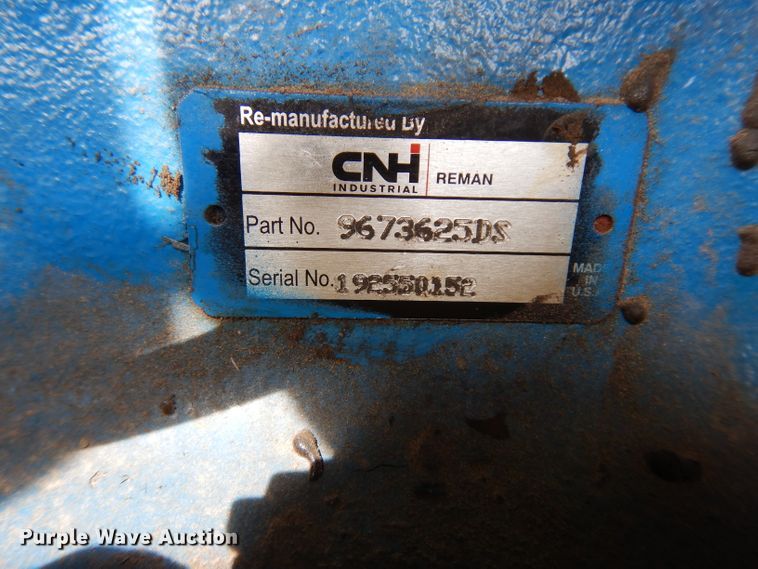 Re-manufactured By
CNH
INDUSTRIAL
REMAN
Part No. 9673625DS
Serial No. 192550152
MADE
IN
U.S.A.
Purple Wave Auction